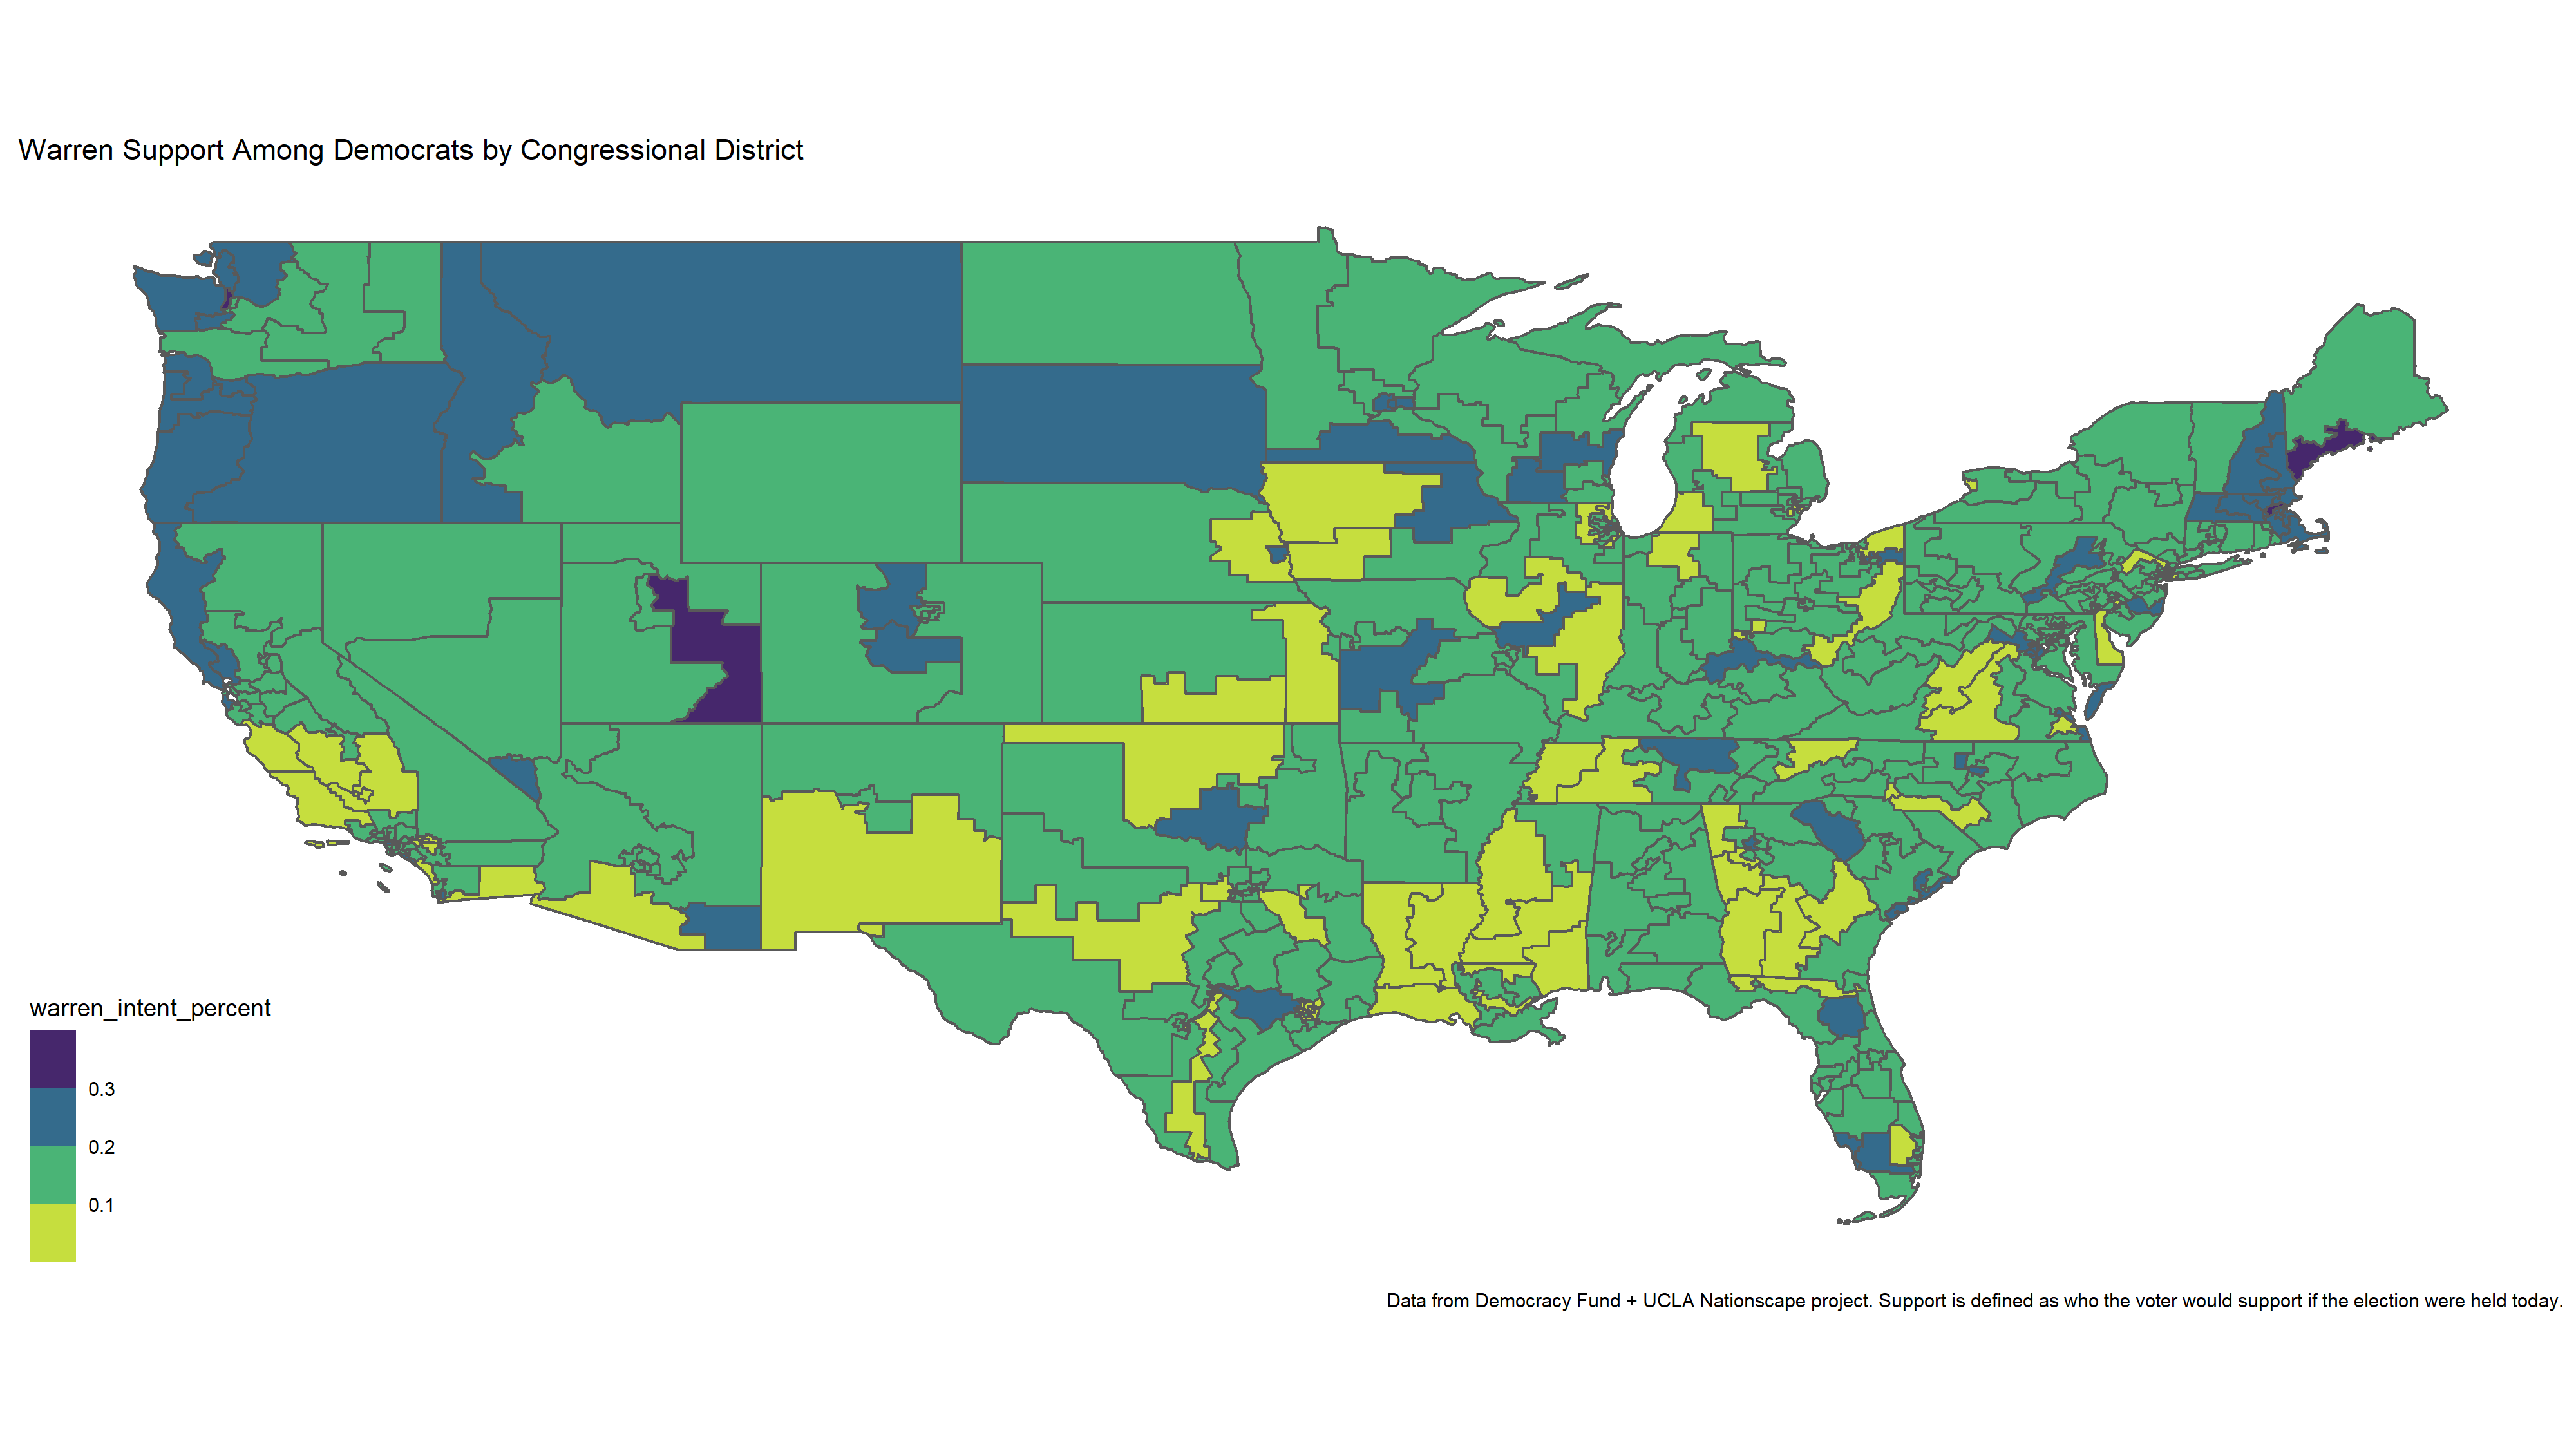 Warren Support Among Democrats by Congressional District
warren_intent_percent
0.3
0.2
0.1
Data from Democracy Fund + UCLA Nationscape project. Support is defined as who the voter would support if the election were held today.